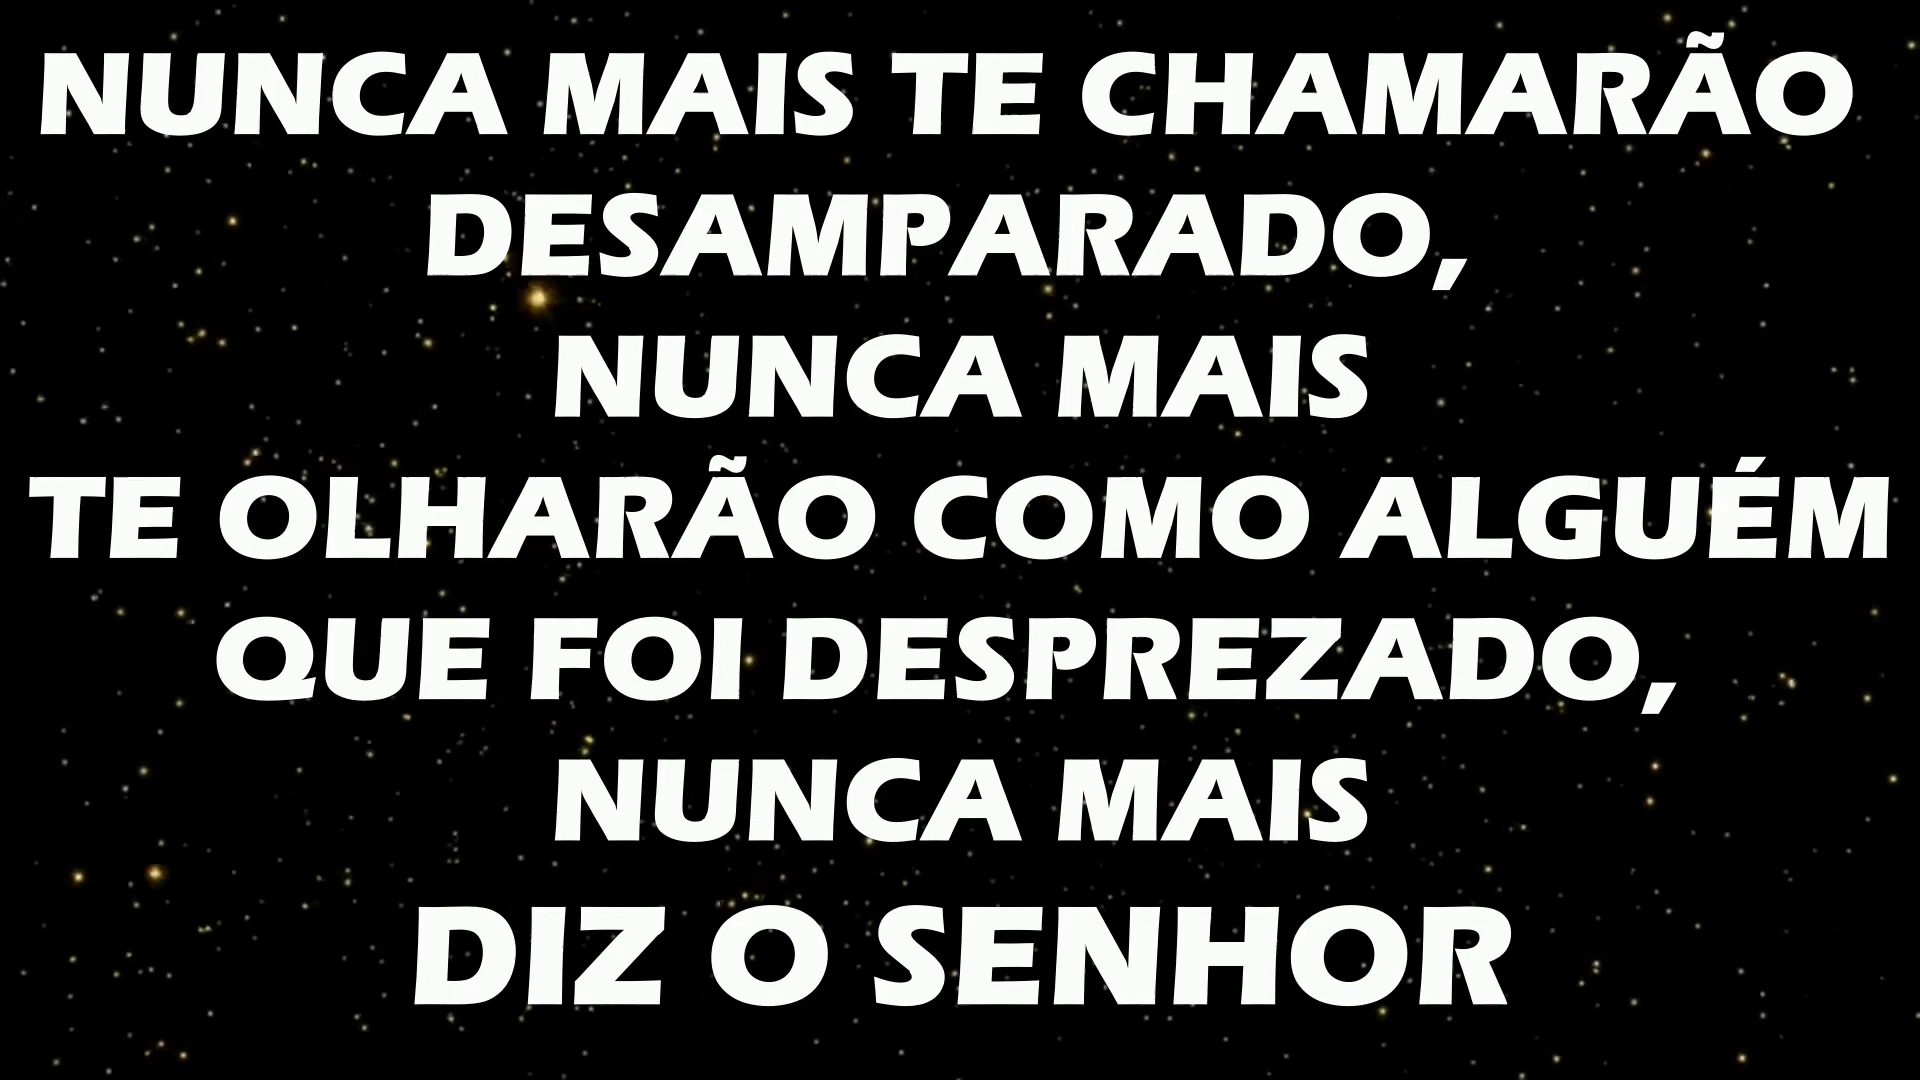 NUNCA MAIS TE CHAMARÃO
DESAMPARADO,
NUNCA MAIS
TE OLHARÃO COMO ALGUÉM
QUE FOI DESPREZADO,
NUNCA MAIS
DIZ O SENHOR